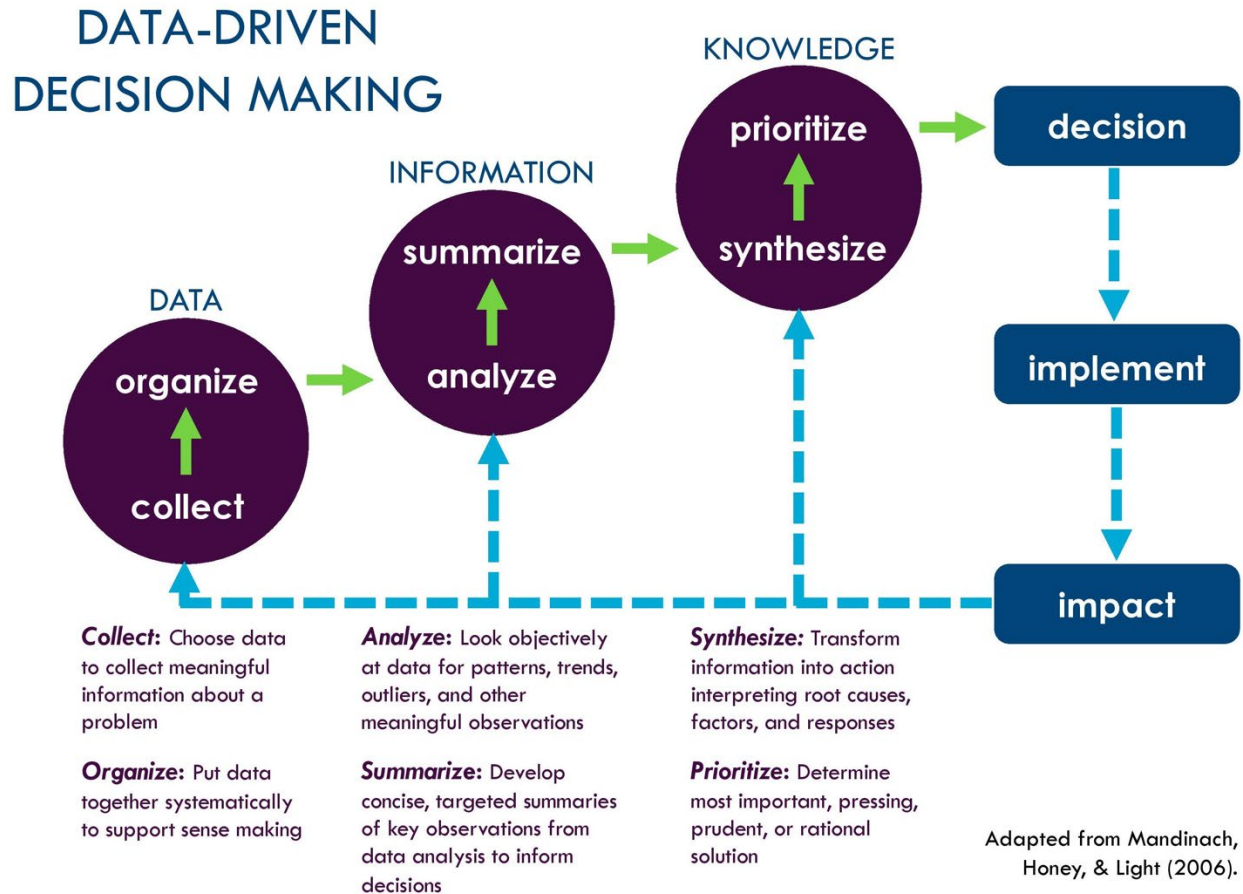 DATA-DRIVEN
DECISION MAKING
KNOWLEDGE
prioritize
synthesize
decision
INFORMATION
summarize
analyze
DATA
organize
collect
implement
impact
Collect: Choose data
to collect meaningful
information about a
problem
Organize: Put data
together systematically
to support sense making
Analyze: Look objectively
at data for patterns, trends,
outliers, and other
meaningful observations
Summarize: Develop
concise, targeted summaries
of key observations from
data analysis to inform
decisions
Synthesize: Transform
information into action
interpreting root causes,
factors, and responses
Prioritize: Determine
most important, pressing,
prudent, or rational
solution
Adapted from Mandinach,
Honey, & Light (2006).